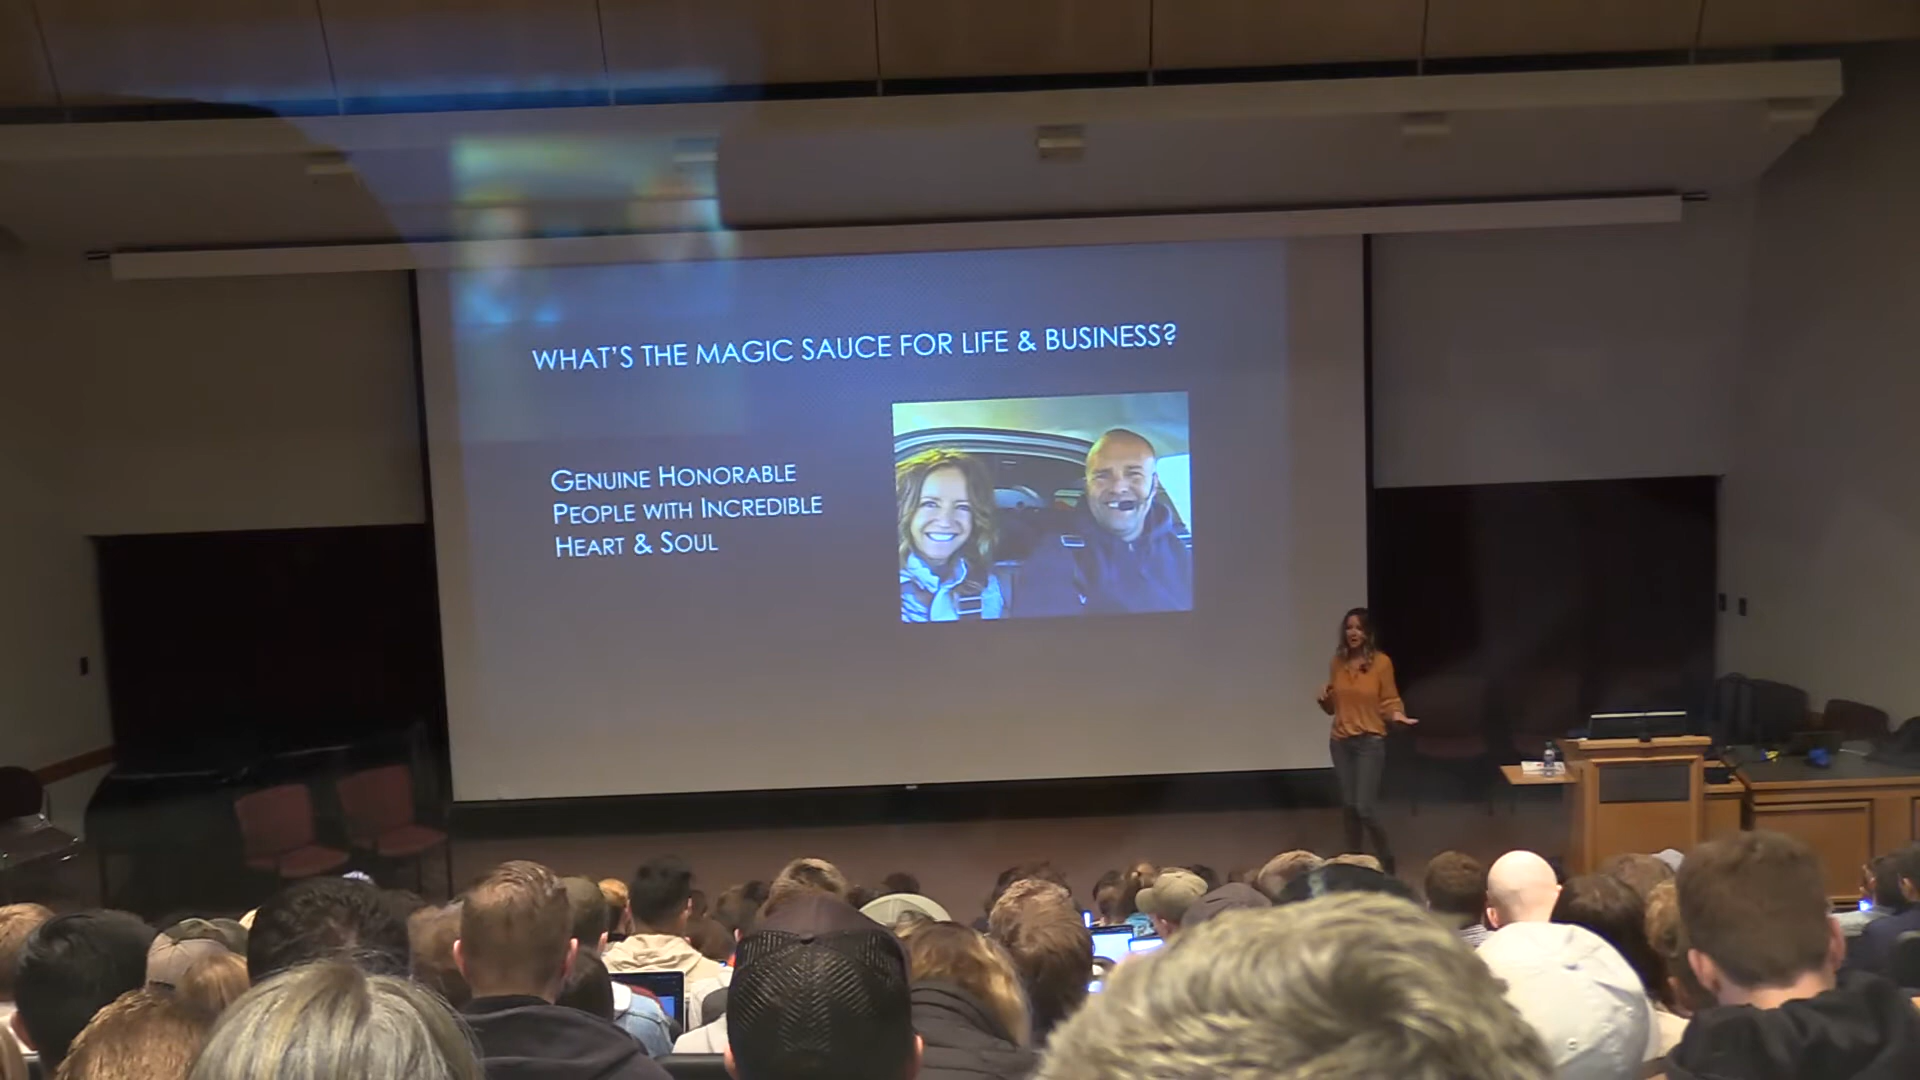 WHAT'S THE MAGIC SAUCE FOR LIFE & BUSINESS?
GENUINE HONORABLE
PEOPLE WITH INCREDIBLE
HEART & SOUL